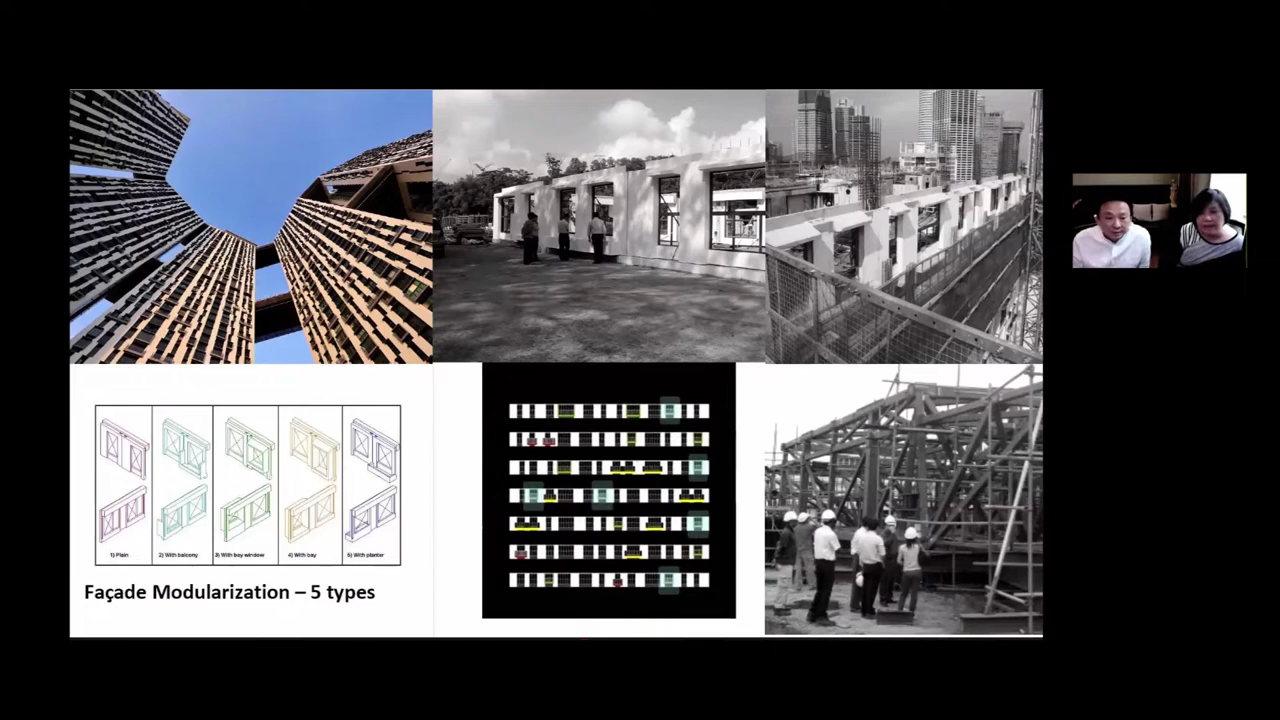 1) Plain
2) With balcony
3) With bay window
4) With bay
5) With planter
Façade Modularization – 5 types